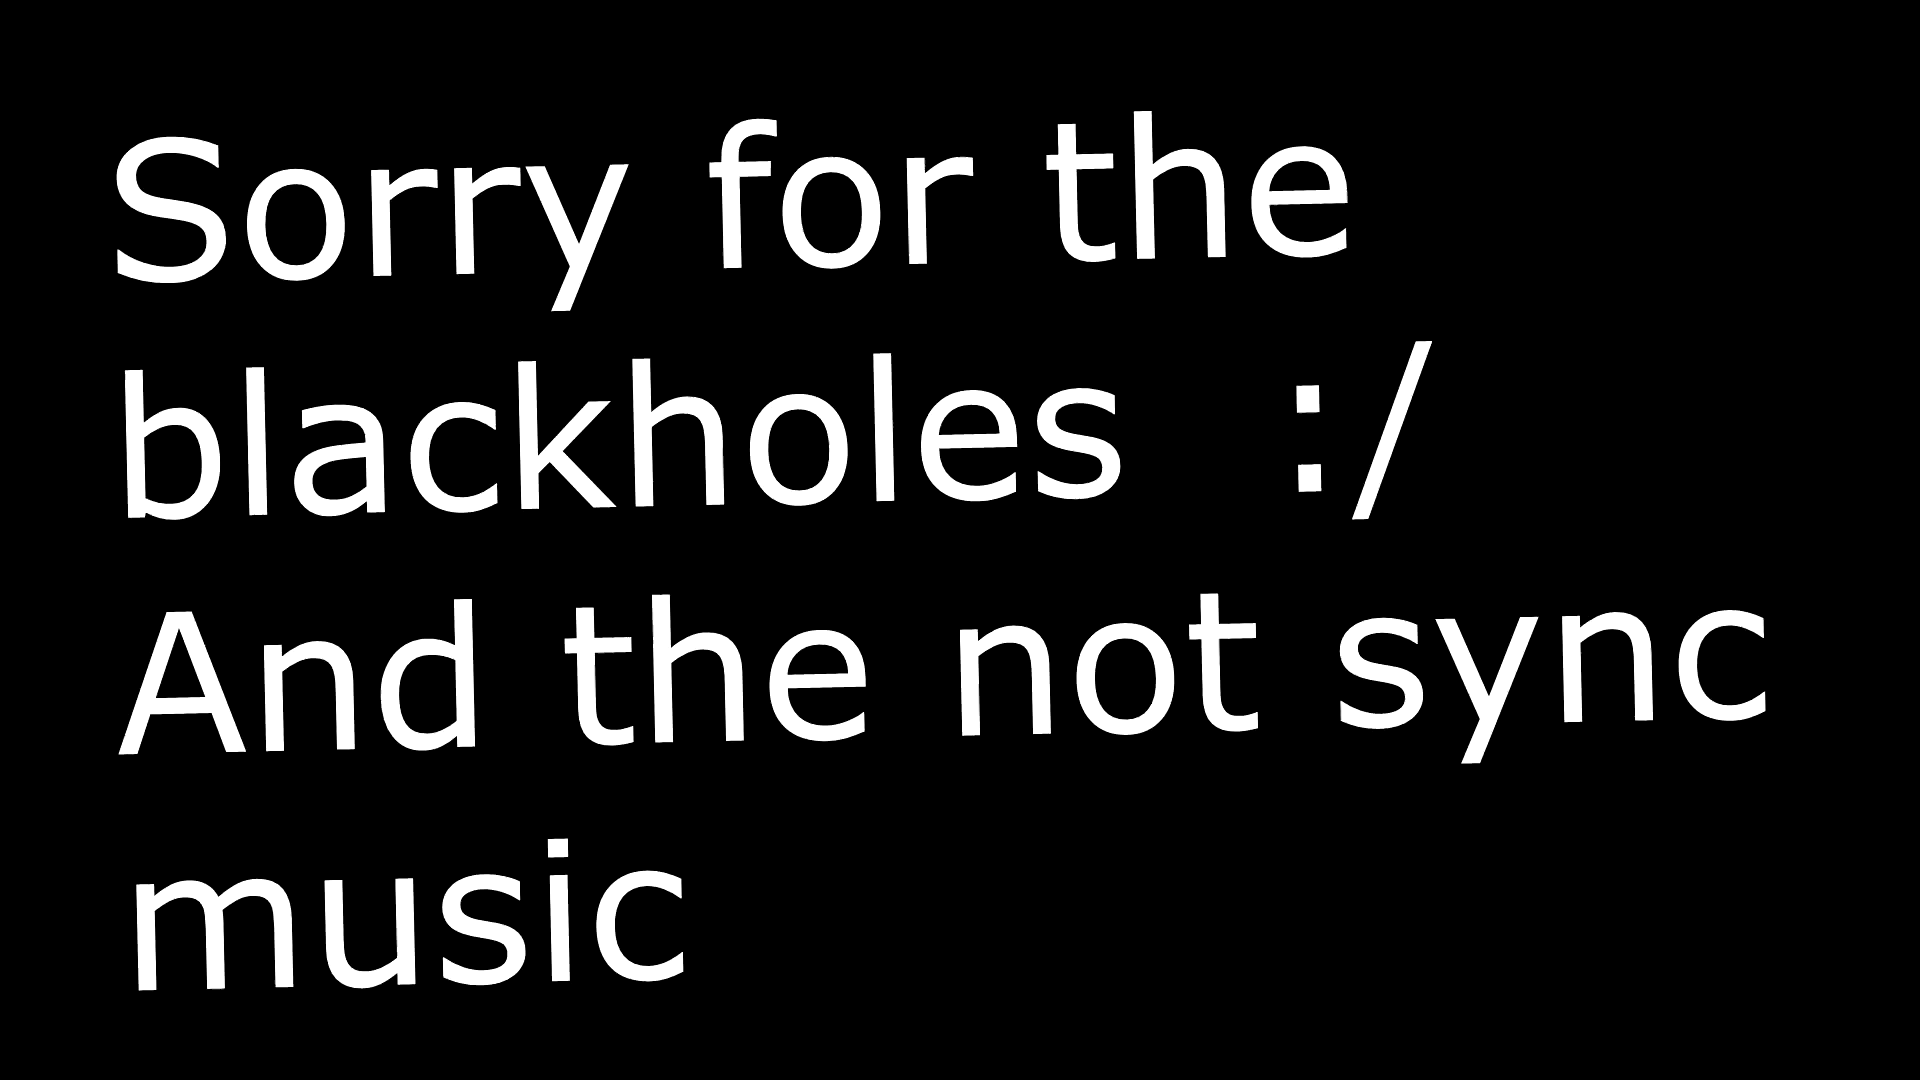 Sorry for the
blackholes  :/
And the not sync
music